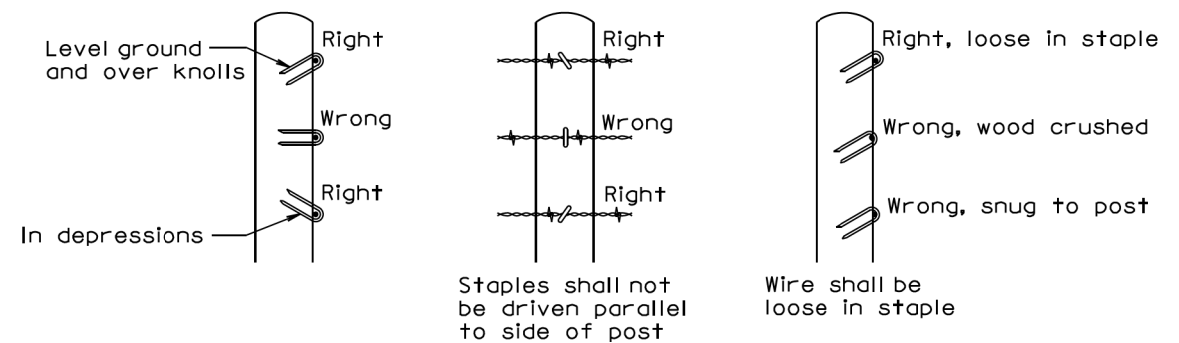 Level ground
and over knolls
Right
Wrong
Right
In depressions
Right
Wrong
Right
Staples shall not
be driven parallel
to side of post
Right, loose in staple
Wrong, wood crushed
Wrong, snug to post
Wire shall be
loose in staple